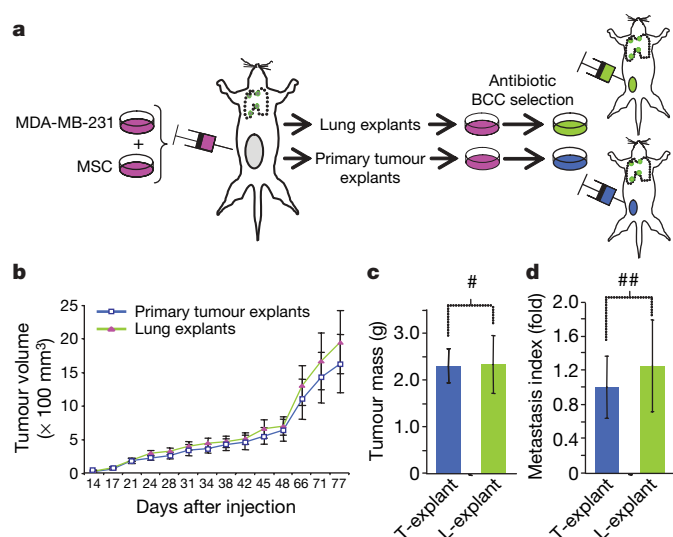 a
MDA-MB-231
+
MSC
Lung explants
Primary tumour
explants
Antibiotic
BCC selection
b
Tumour volume
(× 100 mm³)
25
20
15
10
5
0
Primary tumour explants
Lung explants
14 17 21 24 28 31 34 38 42 45 48 66 71 77
Days after injection
c
#
Tumour mass (g)
3.0
2.0
1.0
0
T-explant
L-explant
d
##
Metastasis index (fold)
2.0
1.6
1.2
0.8
0.4
0
T-explant
L-explant